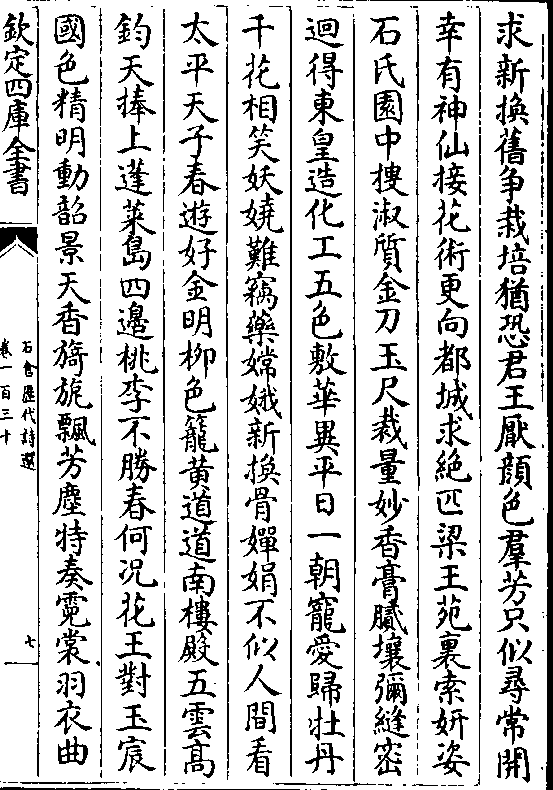 求新換舊争栽培猶恐君王厭顔色羣芳只似尋常開
幸有神仙接花術更向都城求絶匹梁王苑裏索妍姿
石氏園中搜淑質金刀玉尺裁量妙香膏膩壤彌縫密
迴得東皇造化工五色敷華異平日一朝寵愛歸牡丹
千花相笑妖嬈難竊藥嫦娥新換骨嬋娟不似人間看
太平天子春遊好金明柳色籠黄道道南樓殿五雲高
鈞天捧上蓬萊島四邊桃李不勝春何况花王對玉宸
國色精明動韶景天香旖旎飄芳塵特奏霓裳羽衣曲
欽定四庫全書
石倉歷代詩選
卷一百三十
七